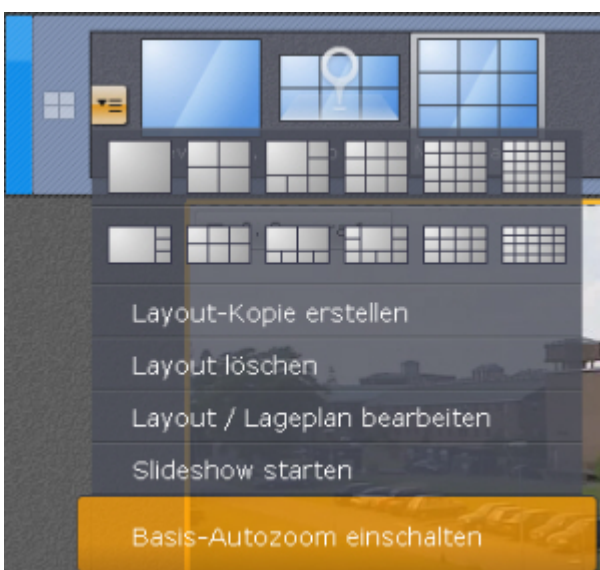 Layout-Kopie erstellen
Layout löschen
Layout / Lageplan bearbeiten
Slideshow starten
Basis-Autozoom einschalten